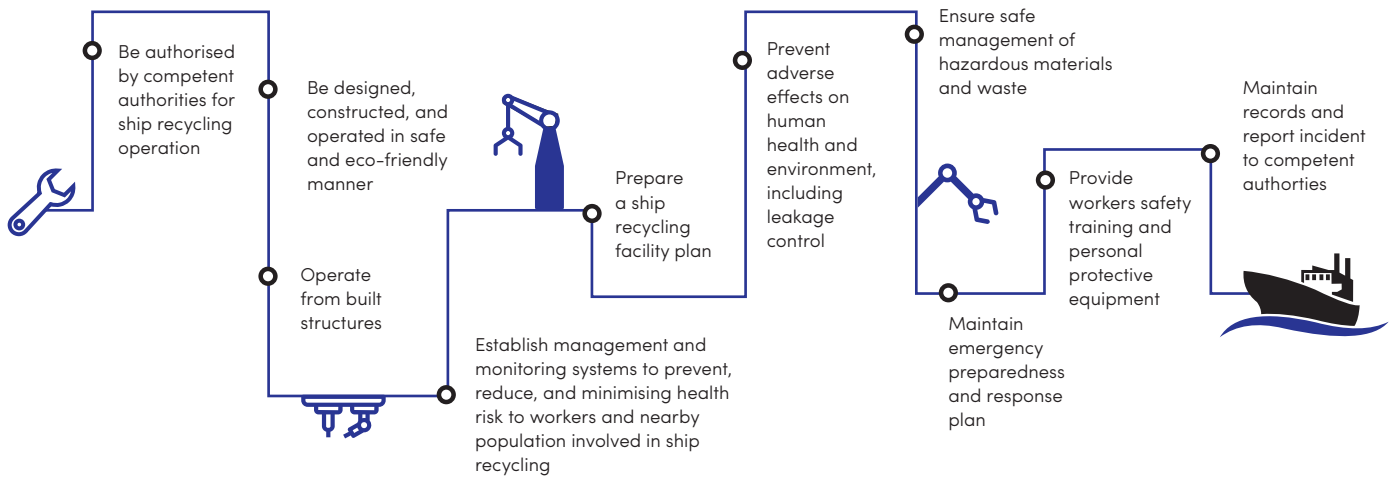 Be authorised
by competent
authorities for
ship recycling
operation
Be designed,
constructed, and
operated in safe
and eco-friendly
manner
Operate
from built
structures
Establish management and
monitoring systems to prevent,
reduce, and minimising health
risk to workers and nearby
population involved in ship
recycling
Prepare
a ship
recycling
facility plan
Prevent
adverse
effects on
human
health and
environment,
including
leakage
control
Ensure safe
management of
hazardous materials
and waste
Maintain
emergency
preparedness
and response
plan
Provide
workers safety
training and
personal
protective
equipment
Maintain
records and
report incident
to competent
authorties